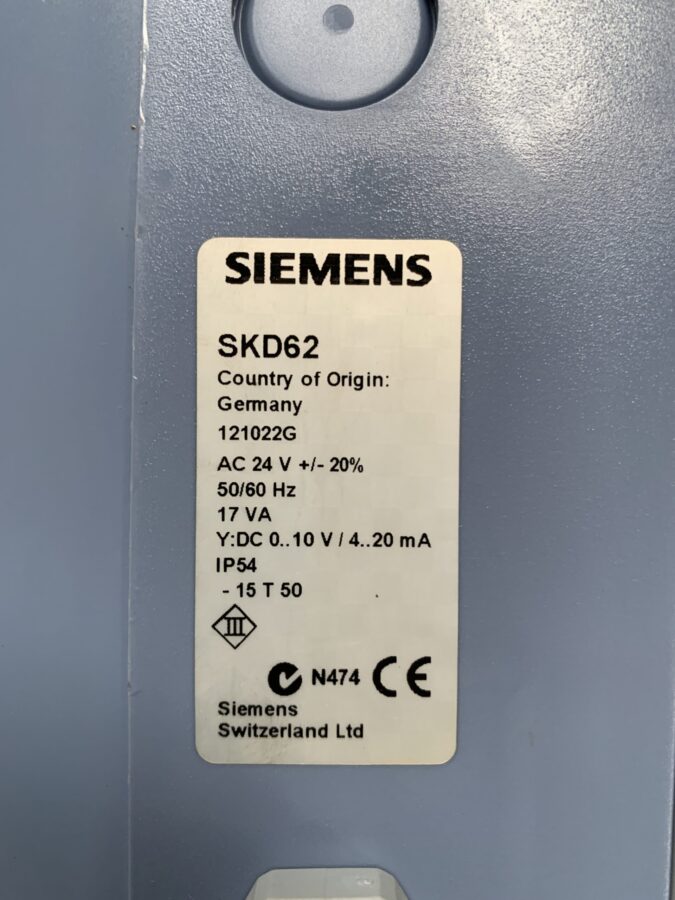 SIEMENS
SKD62
Country of Origin:
Germany
121022G
AC 24 V +/- 20%
50/60 Hz
17 VA
Y:DC 0..10 V / 4..20 mA
IP54
- 15 T 50
III
N474 CE
Siemens
Switzerland Ltd